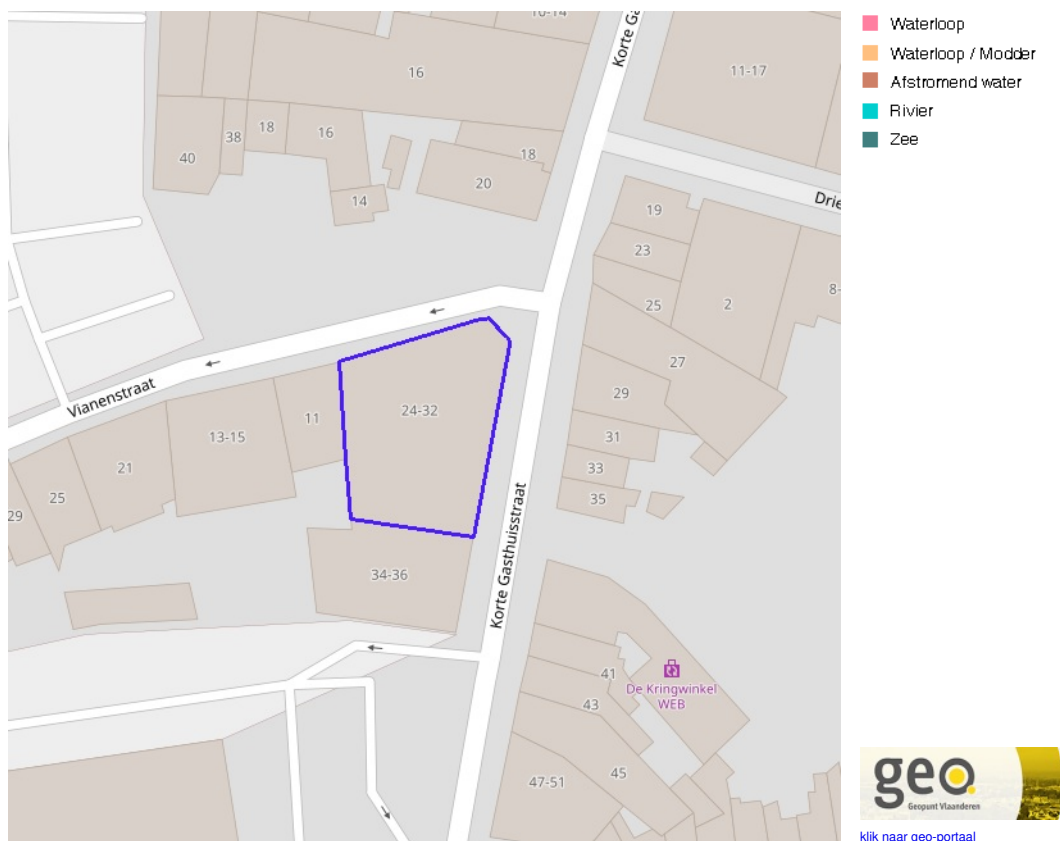 10-14
Korte Ga
16
11-17
38
18
16
40
18
20
14
Drie
19
23
25
2
8-
27
Vianenstraat
24-32
29
11
13-15
31
21
33
25
35
29
Korte Gasthuisstraat
34-36
41
De Kringwinkel
WEB
43
45
47-51
Waterloop
Waterloop / Modder
Afstromend water
Rivier
Zee
geo.
Geopunt Vlaanderen
klik naar geo-portaal